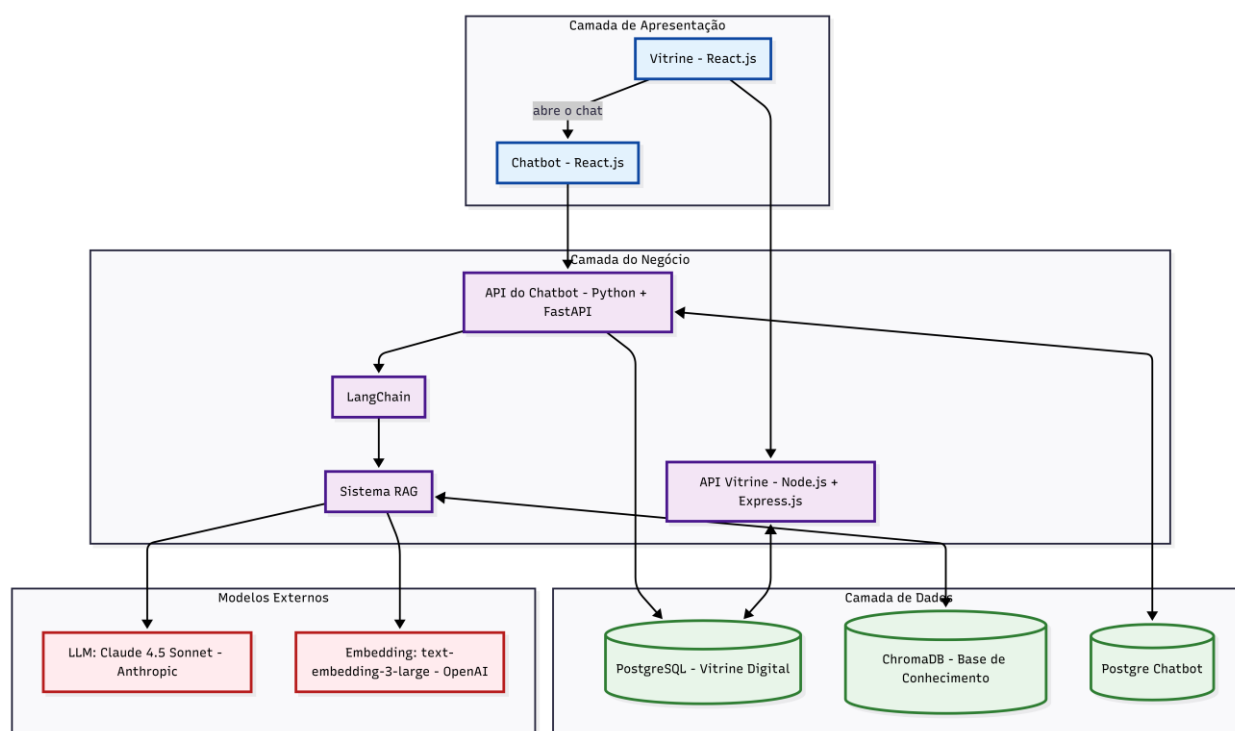 Camada de Apresentação
Vitrine - React.js
abre o chat
Chatbot - React.js
Camada do Negócio
API do Chatbot - Python +
FastAPI
LangChain
Sistema RAG
API Vitrine - Node.js +
Express.js
Modelos Externos
LLM: Claude 4.5 Sonnet -
Anthropic
Embedding: text-
embedding-3-large - OpenAI
Camada de Dados
PostgreSQL - Vitrine Digital
ChromaDB - Base de
Conhecimento
Postgre Chatbot